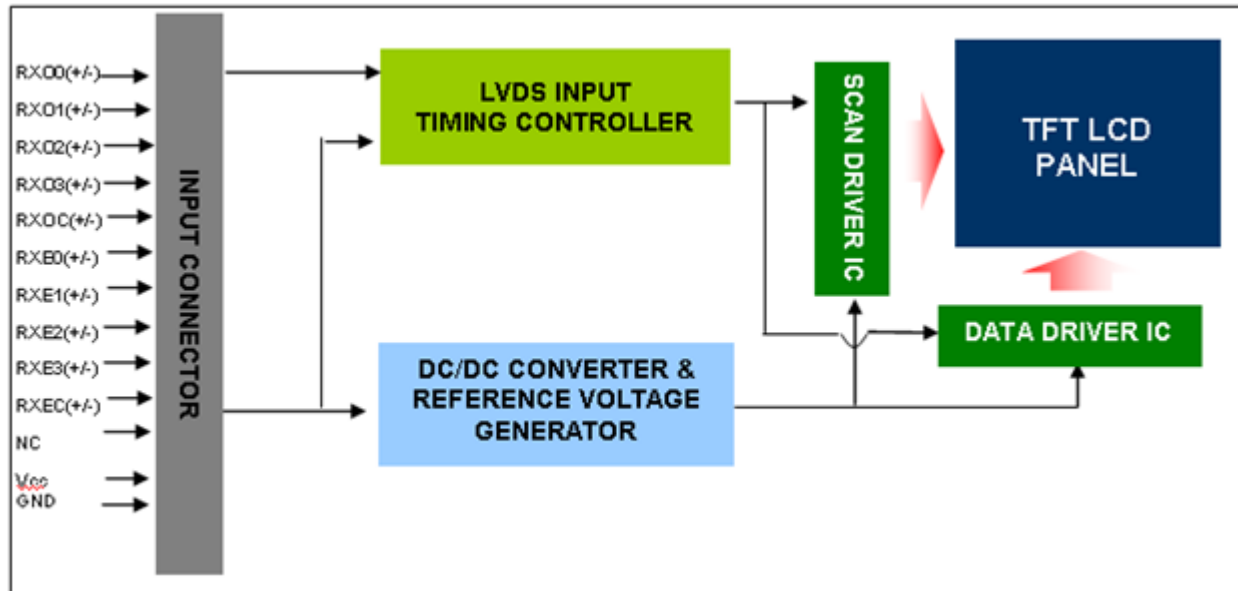 RXO0(+/-)
RXO1(+/-)
RXO2(+/-)
RXO3(+/-)
RXOC(+/-)
RXE0(+/-)
RXE1(+/-)
RXE2(+/-)
RXE3(+/-)
RXEC(+/-)
NC
Vcc
GND
INPUT CONNECTOR
LVDS INPUT
TIMING CONTROLLER
DC/DC CONVERTER &
REFERENCE VOLTAGE
GENERATOR
SCAN DRIVER IC
TFT LCD
PANEL
DATA DRIVER IC